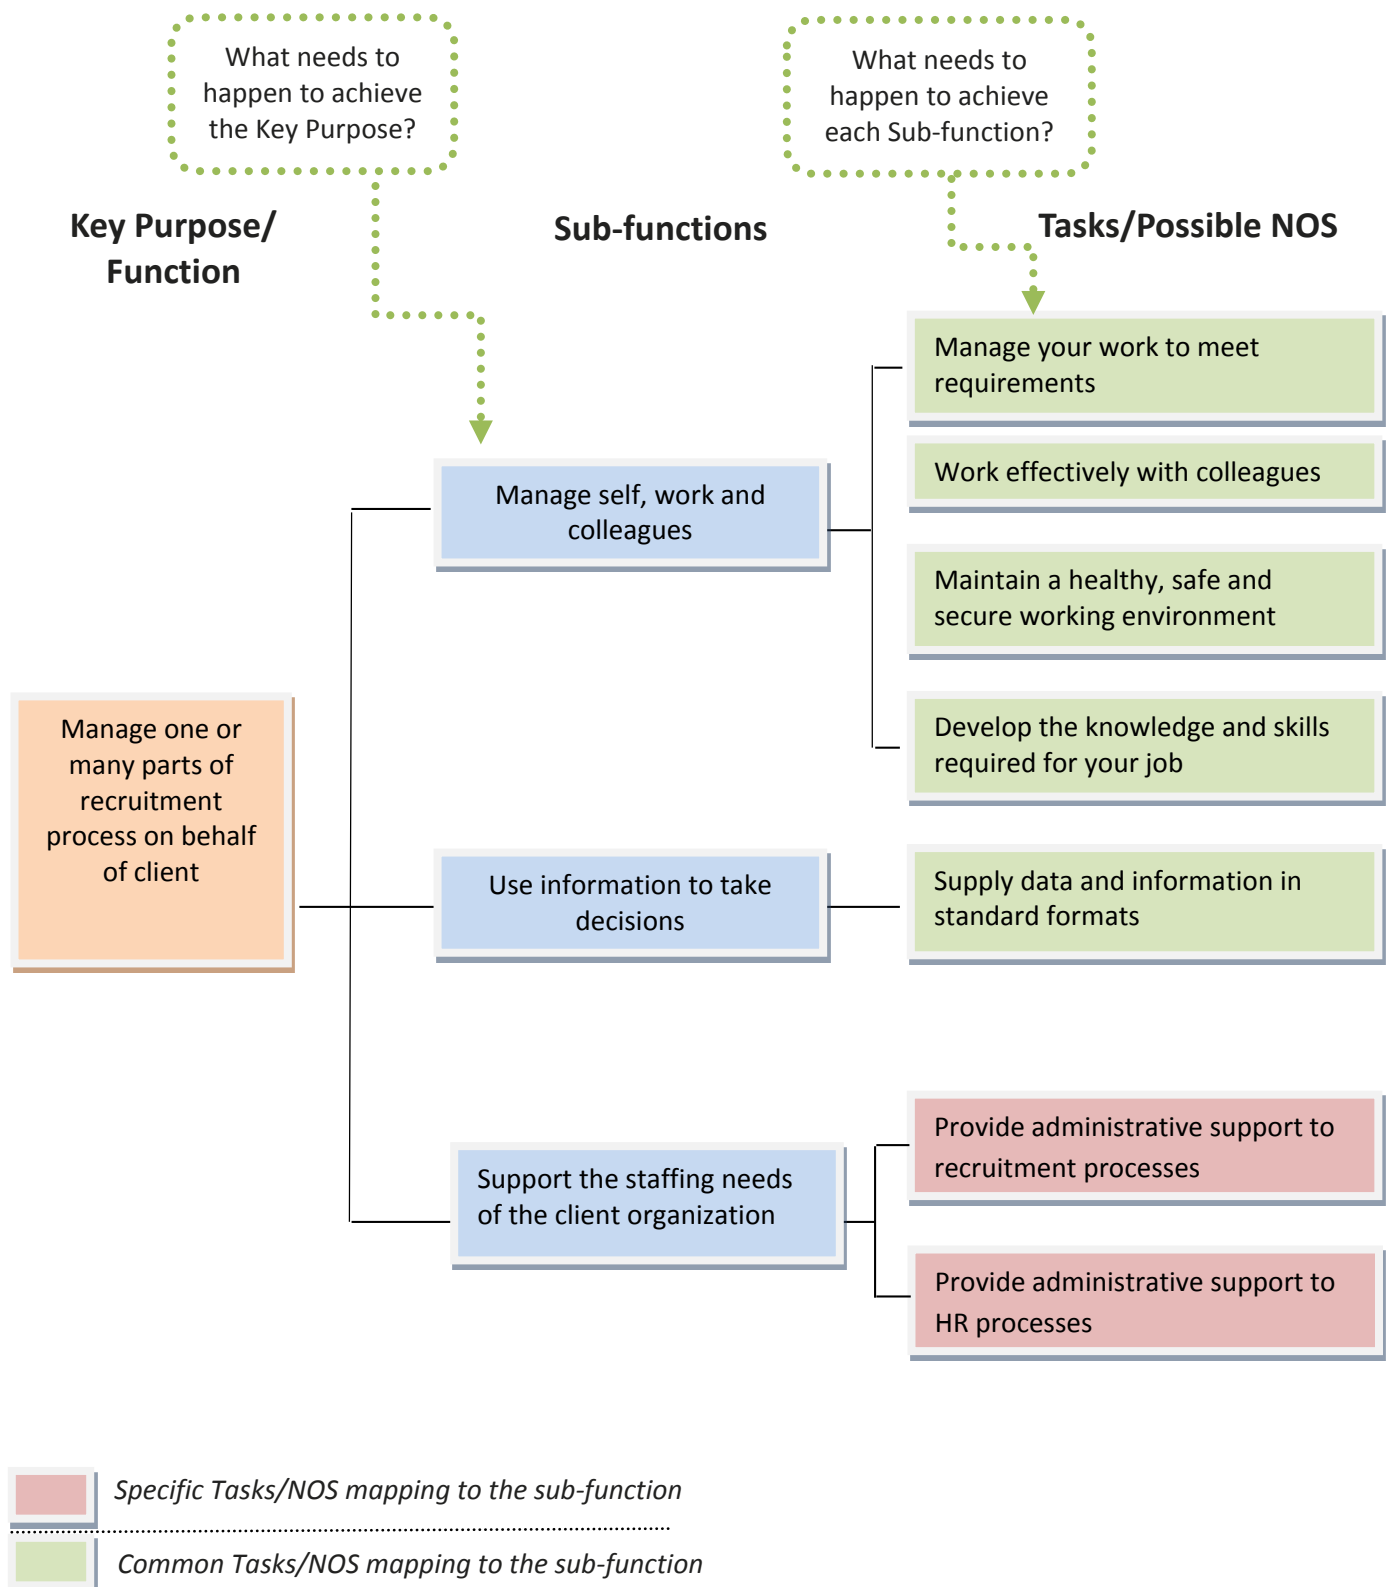 What needs to
happen to achieve
the Key Purpose?
What needs to
happen to achieve
each Sub-function?
Key Purpose/
Function
Sub-functions
Tasks/Possible NOS
Manage your work to meet
requirements
Work effectively with colleagues
Manage self, work and
colleagues
Maintain a healthy, safe and
secure working environment
Develop the knowledge and skills
required for your job
Manage one or
many parts of
recruitment
process on behalf
of client
Use information to take
decisions
Supply data and information in
standard formats
Provide administrative support to
recruitment processes
Support the staffing needs
of the client organization
Provide administrative support to
HR processes
Specific Tasks/NOS mapping to the sub-function
Common Tasks/NOS mapping to the sub-function